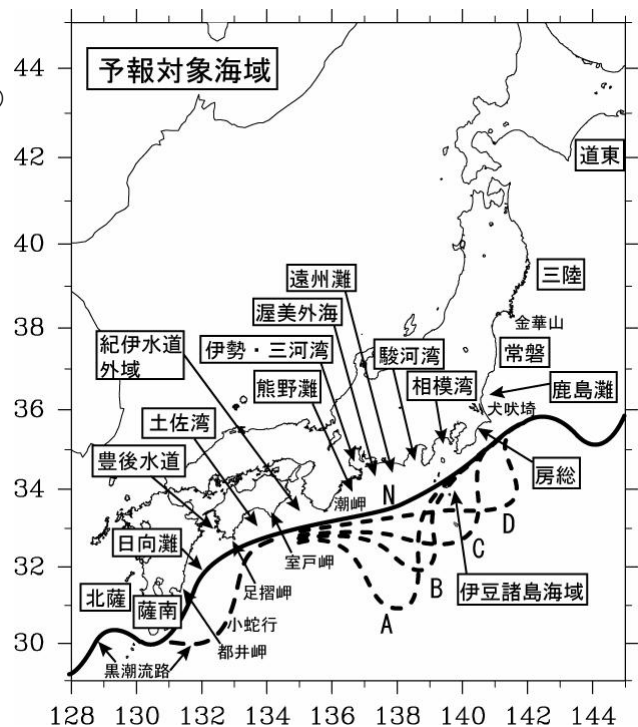 44
42
40
38
36
34
32
30
128
130
132
134
136
138
140
142
144
予報対象海域
道東
三陸
金華山
常磐
遠州灘
渥美外海
伊勢・三河湾
熊野灘
駿河湾
相模湾
鹿島灘
犬吠埼
紀伊水道
外域
土佐湾
豊後水道
日向灘
北薩
薩南
潮岬
室戸岬
足摺岬
小蛇行
都井岬
黒潮流路
房総
伊豆諸島海域
N
A
B
C
D